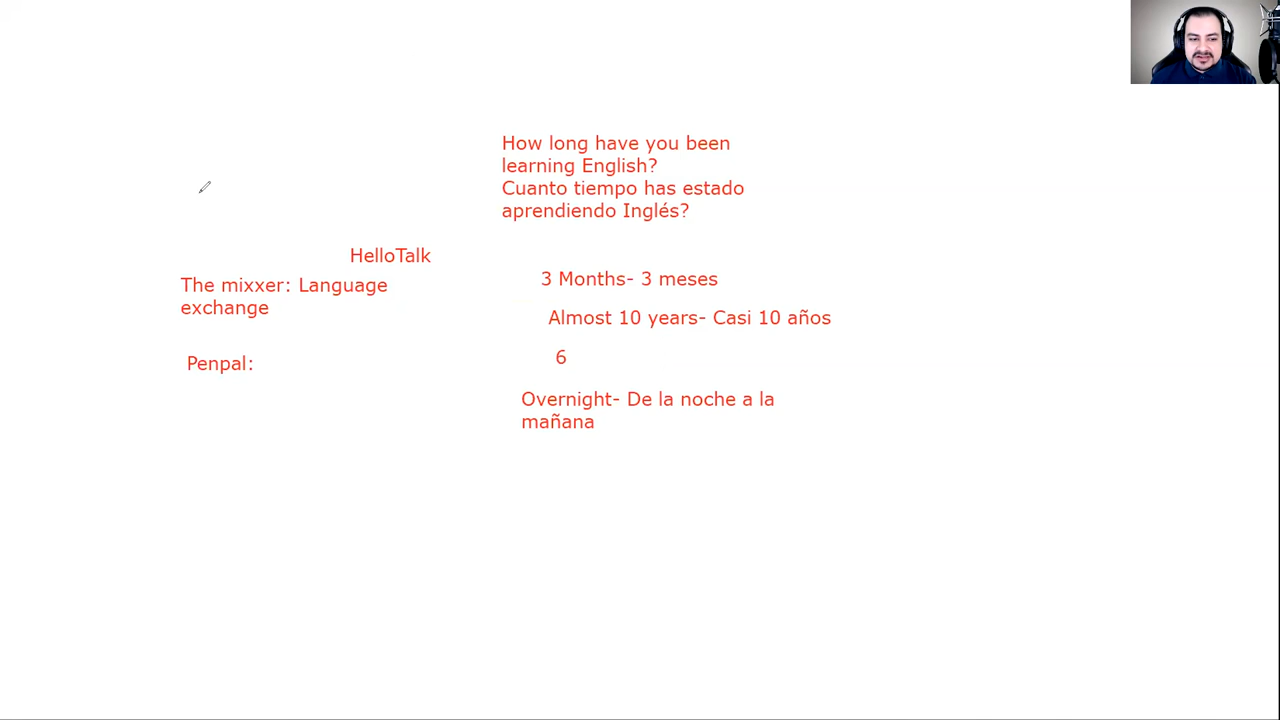 How long have you been
learning English?
Cuanto tiempo has estado
aprendiendo Inglés?
HelloTalk
The mixxer: Language
exchange
Penpal:
3 Months- 3 meses
Almost 10 years- Casi 10 años
6
Overnight- De la noche a la
mañana